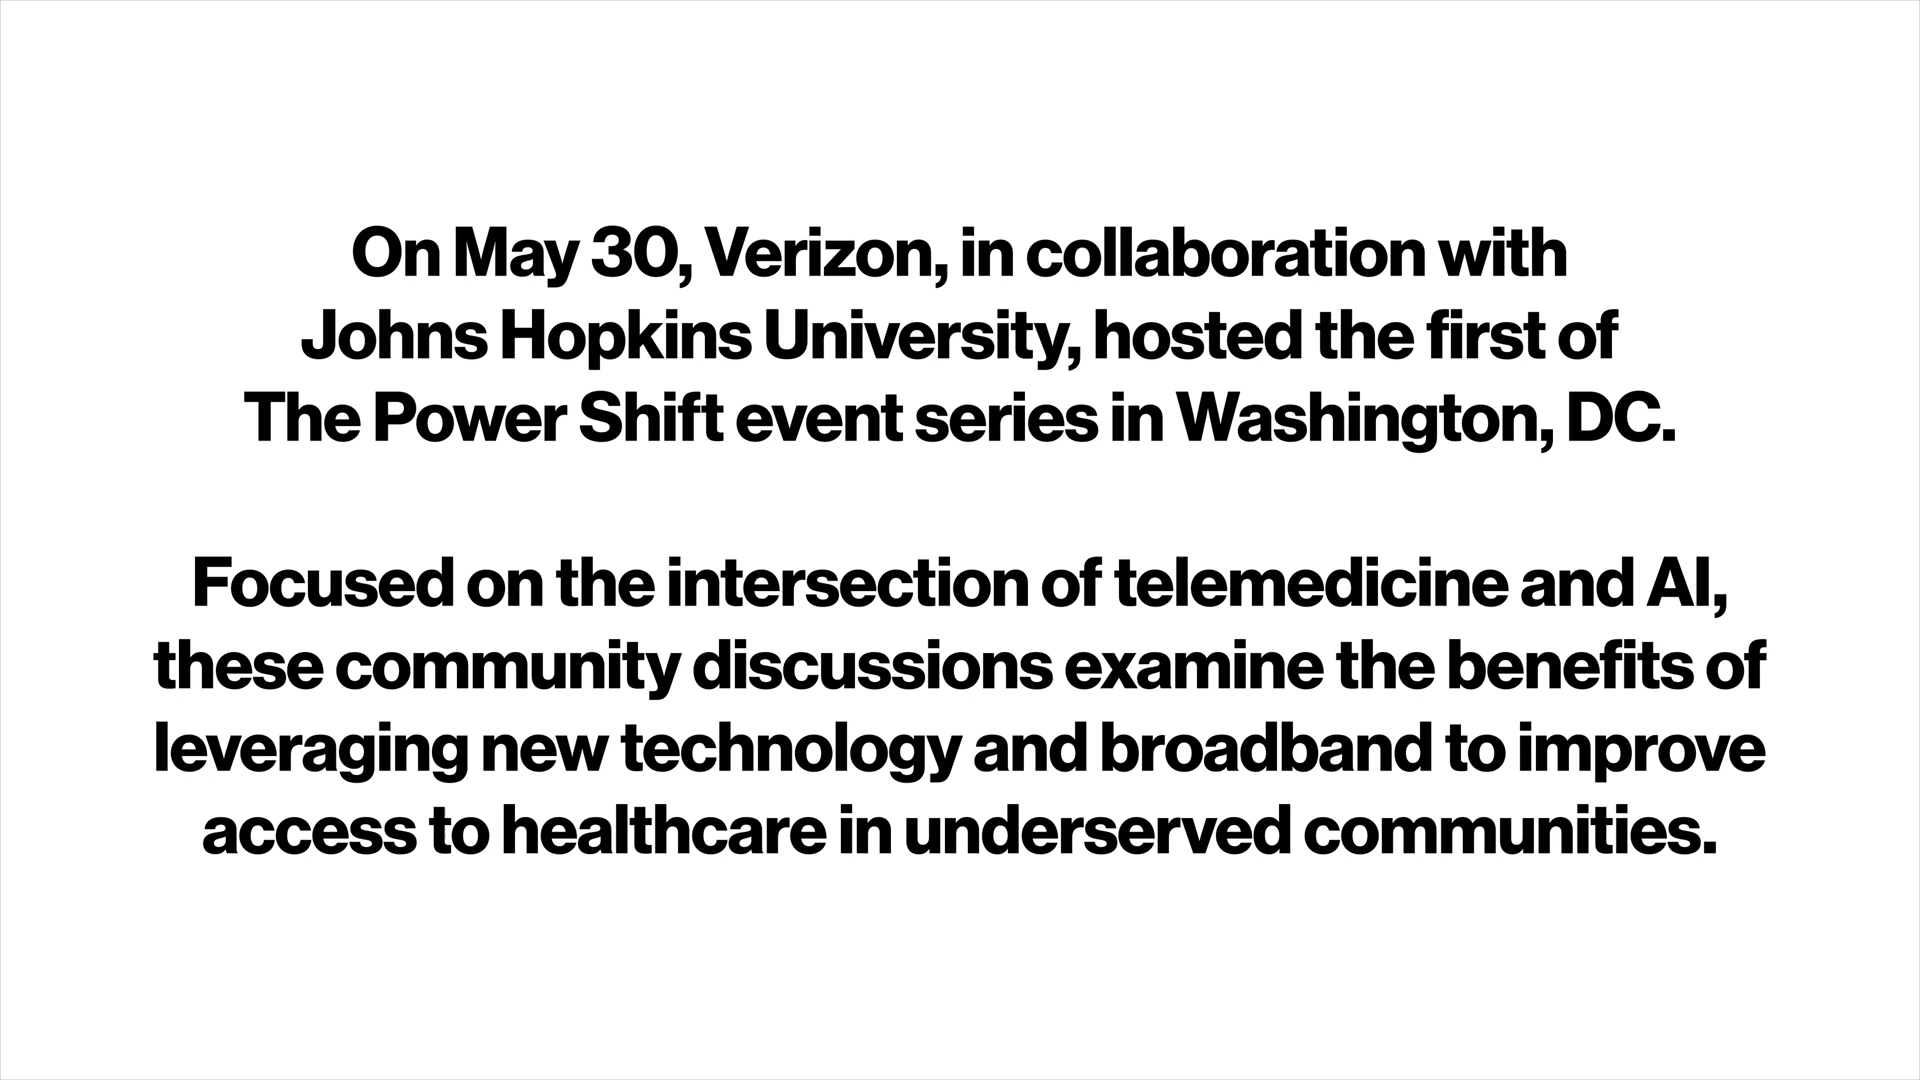 On May 30, Verizon, in collaboration with
Johns Hopkins University, hosted the first of
The Power Shift event series in Washington, DC.
Focused on the intersection of telemedicine and AI,
these community discussions examine the benefits of
leveraging new technology and broadband to improve
access to healthcare in underserved communities.